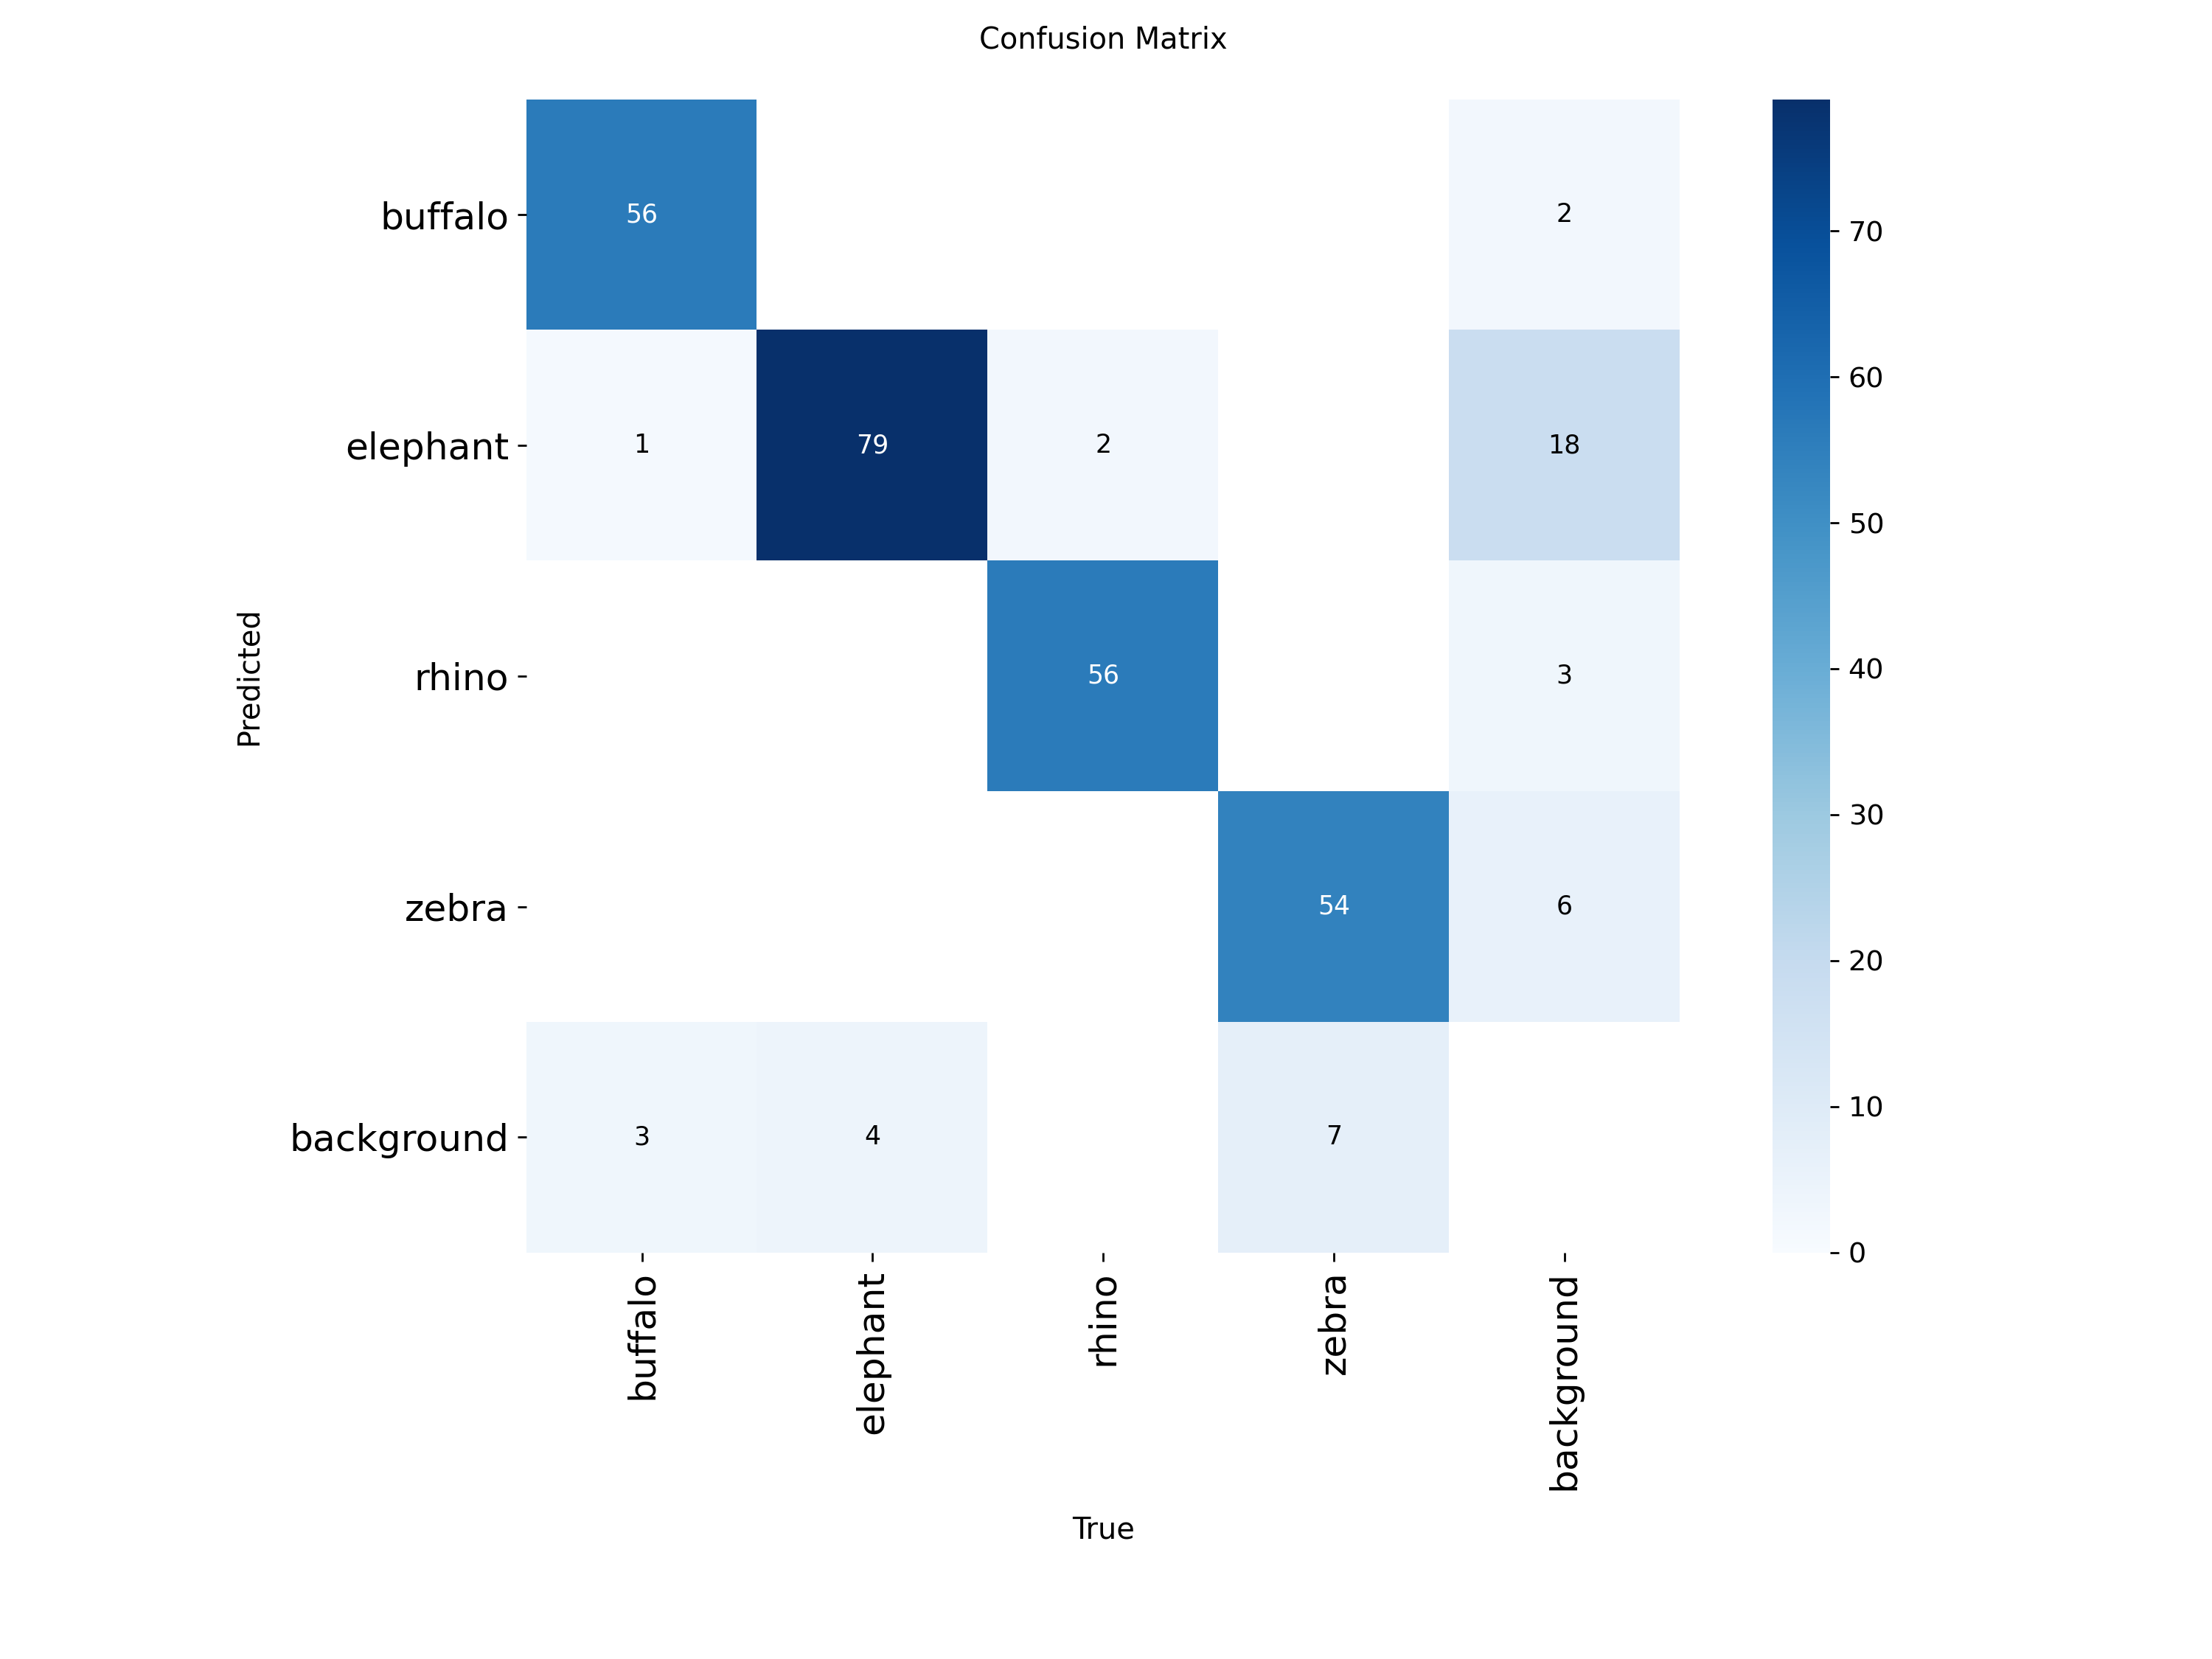 Confusion Matrix
buffalo
56
2
70
60
elephant
1
79
2
18
50
Predicted
rhino
56
3
40
30
zebra
54
6
20
10
background
3
4
7
0
buffalo
elephant
rhino
zebra
background
True